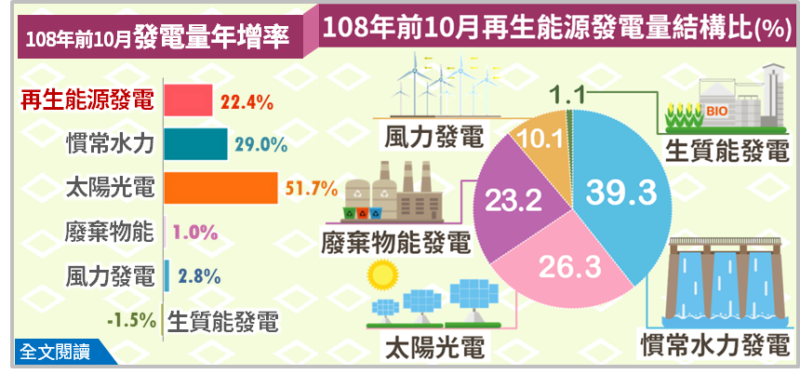 108年前10月發電量年增率
108年前10月再生能源發電量結構比(%)
再生能源發電 22.4%
慣常水力 29.0%
太陽光電 51.7%
廢棄物能 1.0%
風力發電 2.8%
-1.5% 生質能發電
全文閱讀
風力發電
1.1
BIO
生質能發電
10.1
39.3
23.2
廢棄物能發電
26.3
太陽光電
慣常水力發電